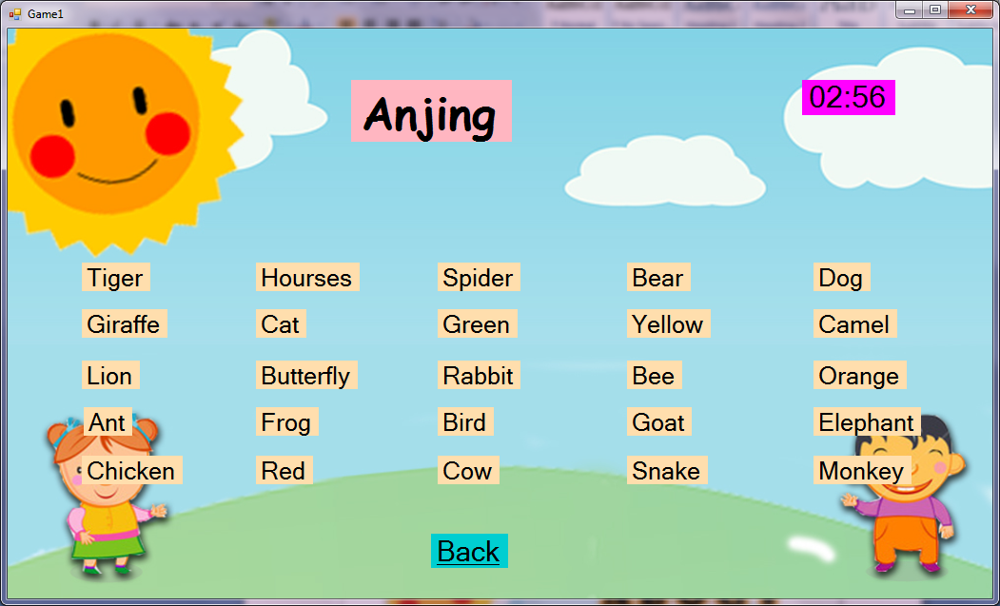 Game1
Anjing
02:56
Tiger Hourses Spider Bear Dog
Giraffe Cat Green Yellow Camel
Lion Butterfly Rabbit Bee Orange
Ant Frog Bird Goat Elephant
Chicken Red Cow Snake Monkey
Back